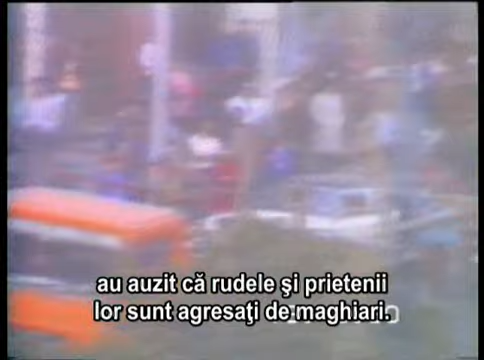 au auzit că rudele şi prietenii
lor sunt agresaţi de maghiari.